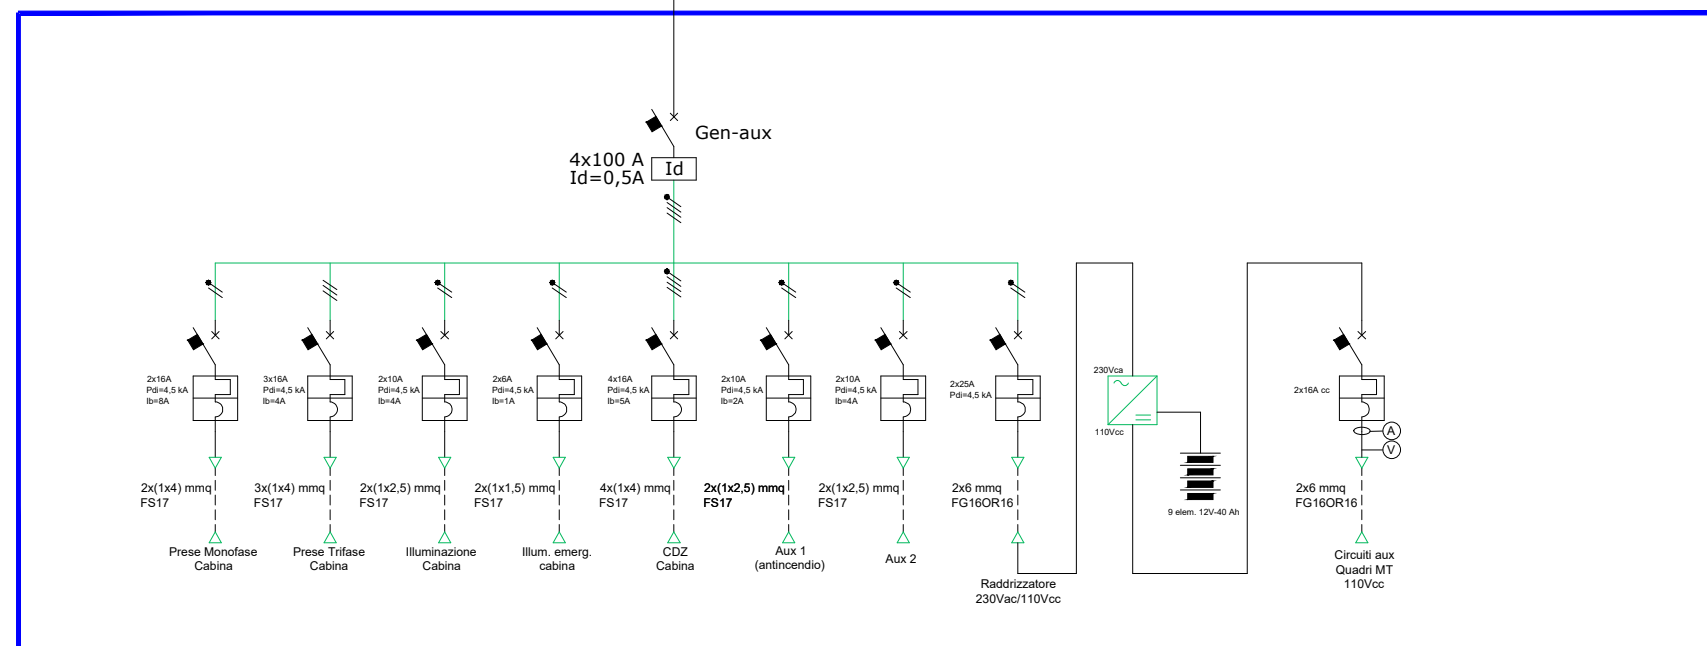 Gen-aux
4x100 A
Id=0,5A
Id
2x16A
Pdi=4,5 kA
Ib=8A
3x16A
Pdi=4,5 kA
Ib=4A
2x10A
Pdi=4,5 kA
Ib=4A
2x6A
Pdi=4,5 kA
Ib=1A
4x16A
Pdi=4,5 kA
Ib=5A
2x10A
Pdi=4,5 kA
Ib=2A
2x10A
Pdi=4,5 kA
Ib=4A
2x25A
Pdi=4,5 kA
230Vca
110Vcc
2x16A cc
A
V
9 elem. 12V-40 Ah
2x(1x4) mmq
FS17
3x(1x4) mmq
FS17
2x(1x2,5) mmq
FS17
2x(1x1,5) mmq
FS17
4x(1x4) mmq
FS17
2x(1x2,5) mmq
FS17
2x(1x2,5) mmq
FS17
2x6 mmq
FG16OR16
2x6 mmq
FG16OR16
Prese Monofase
Cabina
Prese Trifase
Cabina
Illuminazione
Cabina
Illum. emerg.
cabina
CDZ
Cabina
Aux 1
(antincendio)
Aux 2
Raddrizzatore
230Vac/110Vcc
Circuiti aux
Quadri MT
110Vcc